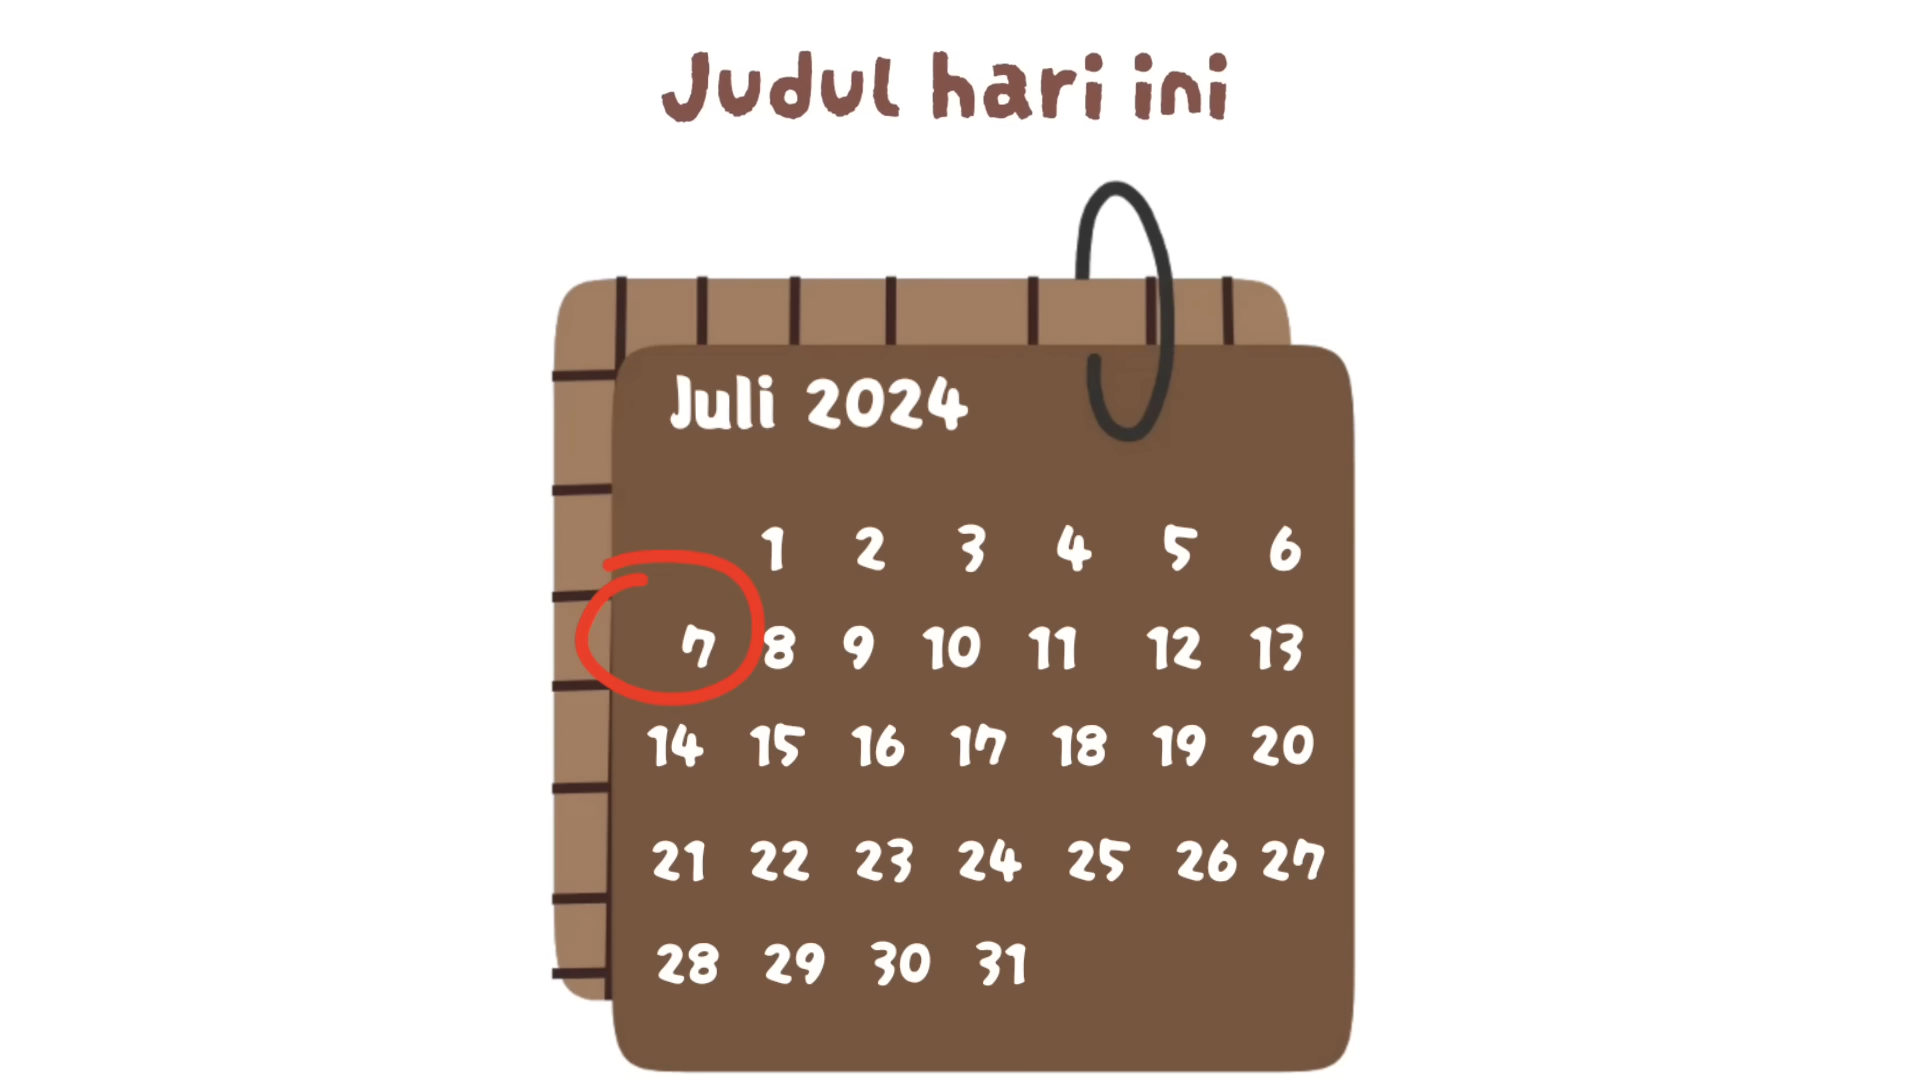 Judul hari ini
Juli 2024
1 2 3 4 5 6
7 8 9 10 11 12 13
14 15 16 17 18 19 20
21 22 23 24 25 26 27
28 29 30 31